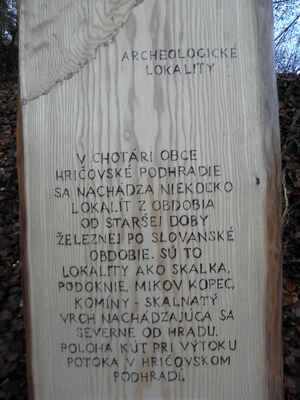 ARCHEOLOGICKÉ
LOKALITY
V CHOTÁRI OBCE
HRIČOVSKÉ PODHRADIE
SA NACHÁDZA NIEKOĽKO
LOKALÍT Z OBDOBIA
OD STARŠEJ DOBY
ŽELEZNEJ PO SLOVANSKÉ
OBDOBIE. SÚ TO
LOKALITY AKO SKALKA,
PODOKNIE, MIKOV KOPEC,
KOMÍNY - SKALNATÝ
VRCH NACHÁDZAJÚCA SA
SEVERNE OD HRADU,
POLOHA KÚT PRI VÝTOKU
POTOKA V HRIČOVSKOM
PODHRADÍ.